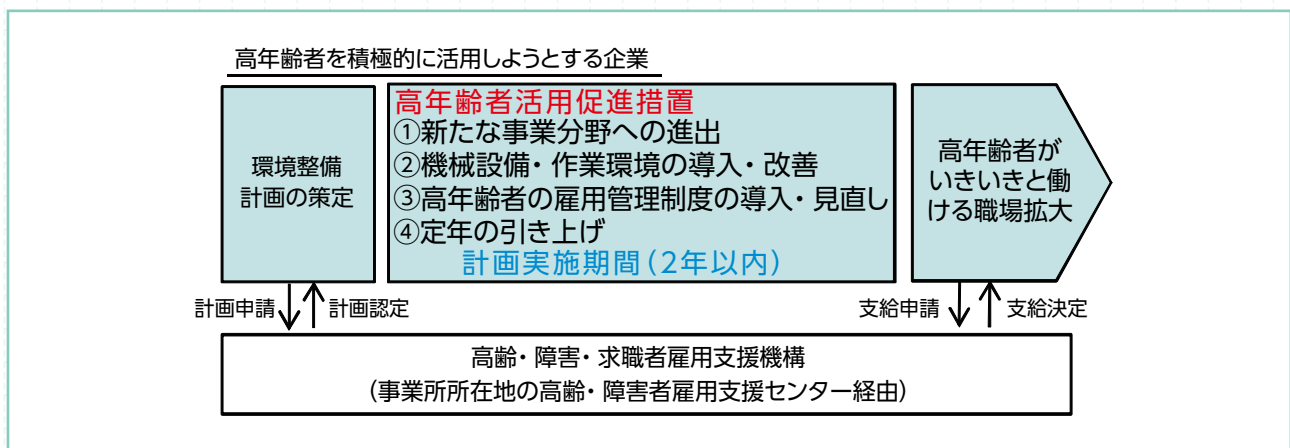 高年齢者を積極的に活用しようとする企業
環境整備
計画の策定
高年齢者活用促進措置
①新たな事業分野への進出
②機械設備・作業環境の導入・改善
③高年齢者の雇用管理制度の導入・見直し
④定年の引き上げ
計画実施期間(2年以内)
高年齢者が
いきいきと働
ける職場拡大
計画申請
計画認定
支給申請
支給決定
高齢・障害・求職者雇用支援機構
(事業所所在地の高齢・障害者雇用支援センター経由)